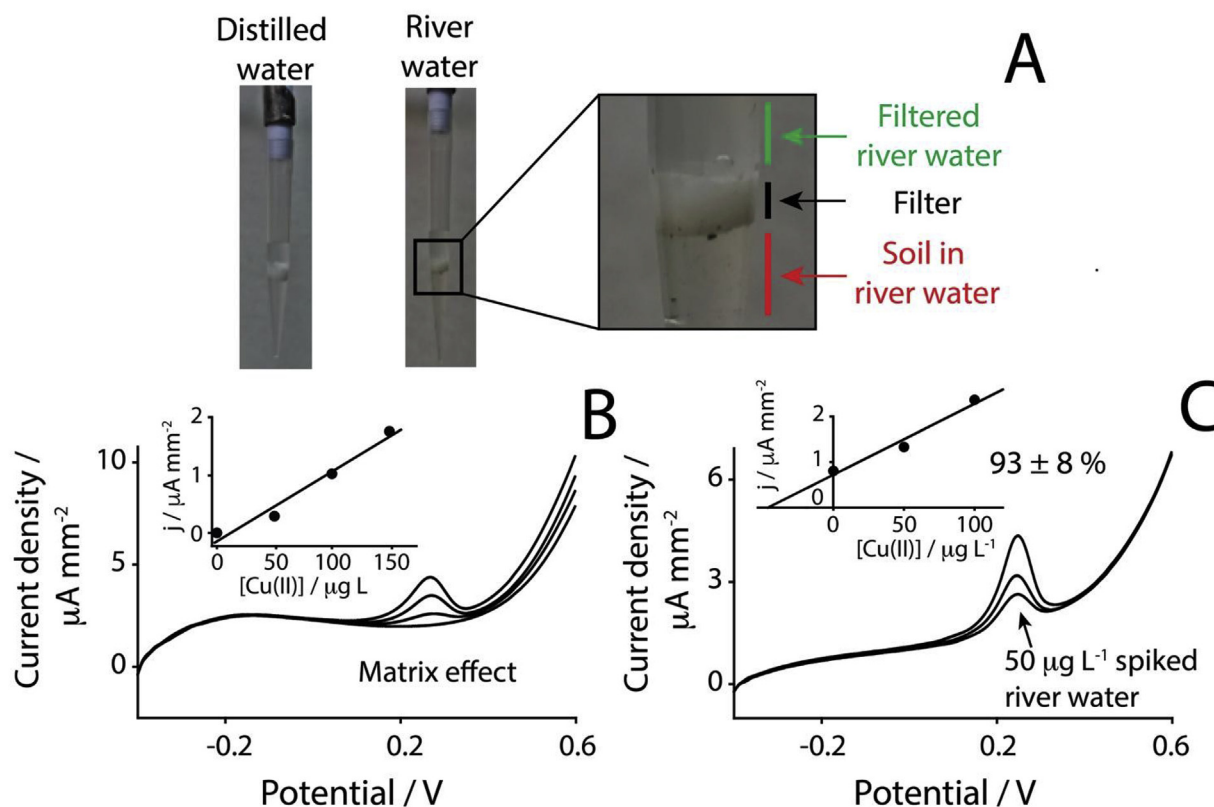 Distilled
water
River
water
A
Filtered
river water
Filter
Soil in
river water
B
Current density /
µA mm⁻²
10
5
0
j / µA mm⁻²
2
1
0
0
50
100
150
[Cu(II)] / µg L
Matrix effect
-0.2
0.2
0.6
Potential / V
C
Current density /
µA mm⁻²
6
3
0
j / µA mm⁻²
2
1
0
0
50
100
[Cu(II)] / µg L⁻¹
93 ± 8 %
50 µg L⁻¹ spiked
river water
-0.2
0.2
0.6
Potential / V